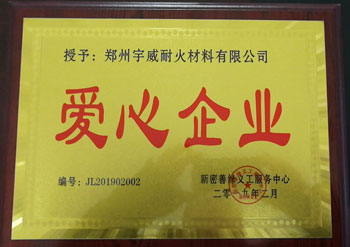 授予：郑州宇威耐火材料有限公司
爱心企业
编号：JL201902002
新密善缘义工服务中心
二零一九年二月